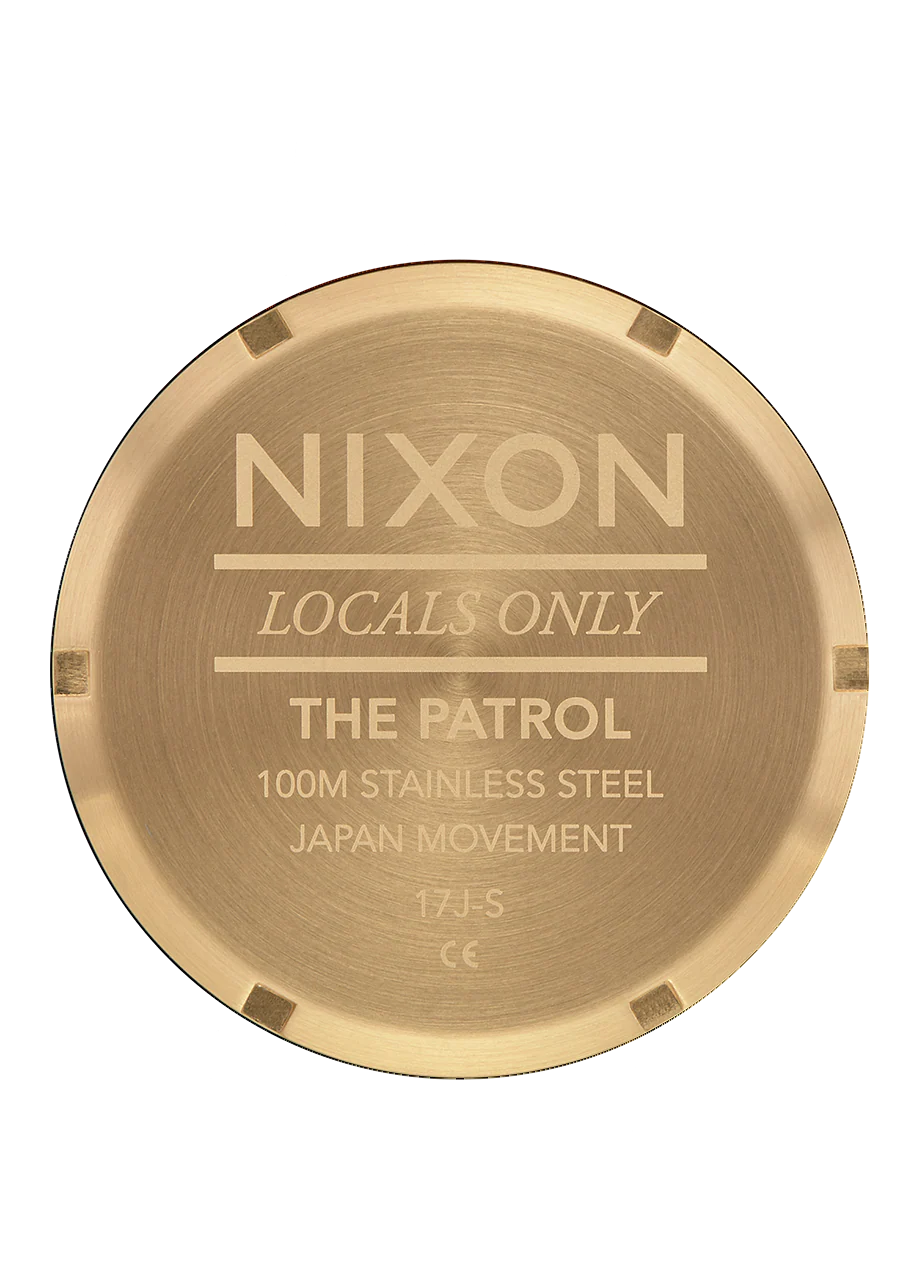 NIXON
LOCALS ONLY
THE PATROL
100M STAINLESS STEEL
JAPAN MOVEMENT
17J-S
CE